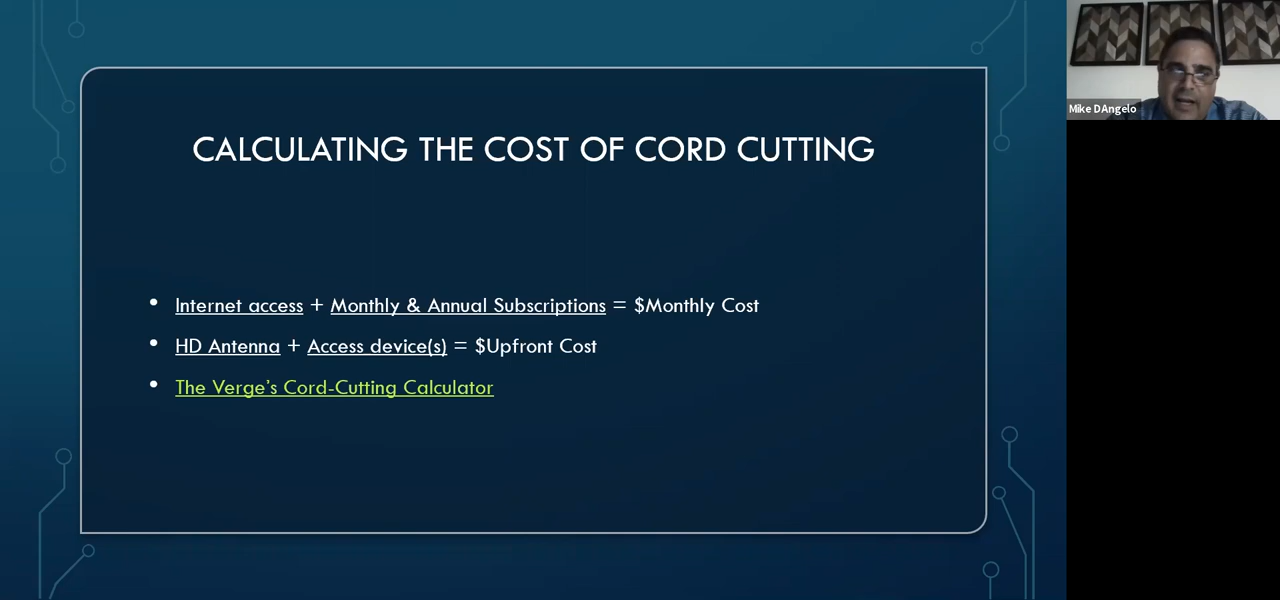 CALCULATING THE COST OF CORD CUTTING
• Internet access + Monthly & Annual Subscriptions = $Monthly Cost
• HD Antenna + Access device(s) = $Upfront Cost
• The Verge’s Cord-Cutting Calculator
Mike DAngelo